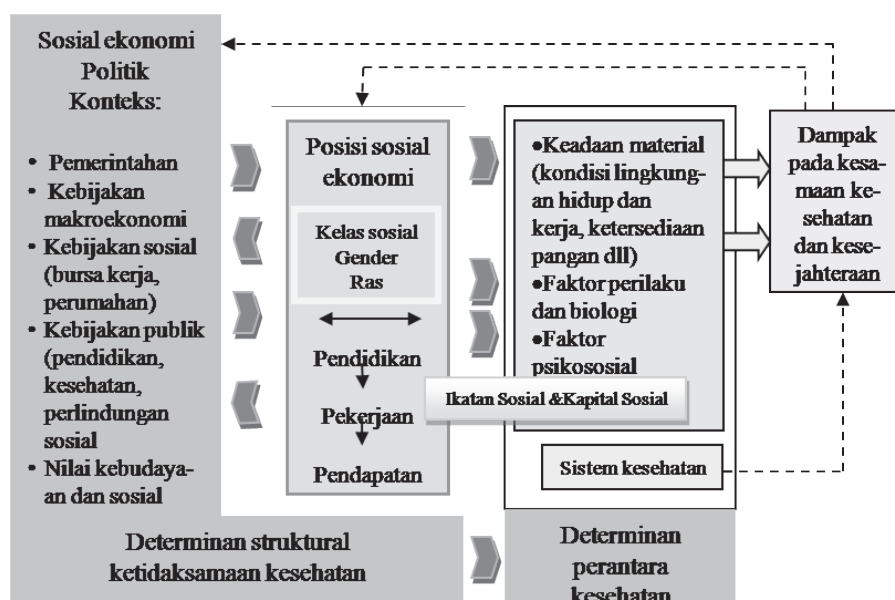 Sosial ekonomi
Politik
Konteks:
• Pemerintahan
• Kebijakan
makroekonomi
• Kebijakan sosial
(bursa kerja,
perumahan)
• Kebijakan publik
(pendidikan,
kesehatan,
perlindungan
sosial
• Nilai kebudaya-
an dan sosial
Posisi sosial
ekonomi
Kelas sosial
Gender
Ras
Pendidikan
Pekerjaan
Pendapatan
•Keadaan material
(kondisi lingkung-
an hidup dan
kerja, ketersediaan
pangan dll)
•Faktor perilaku
dan biologi
•Faktor
psikososial
Ikatan Sosial &Kapital Sosial
Sistem kesehatan
Dampak
pada kesa-
maan ke-
sehatan
dan kese-
jahteraan
Determinan struktural
ketidaksamaan kesehatan
Determinan
perantara
kesehatan